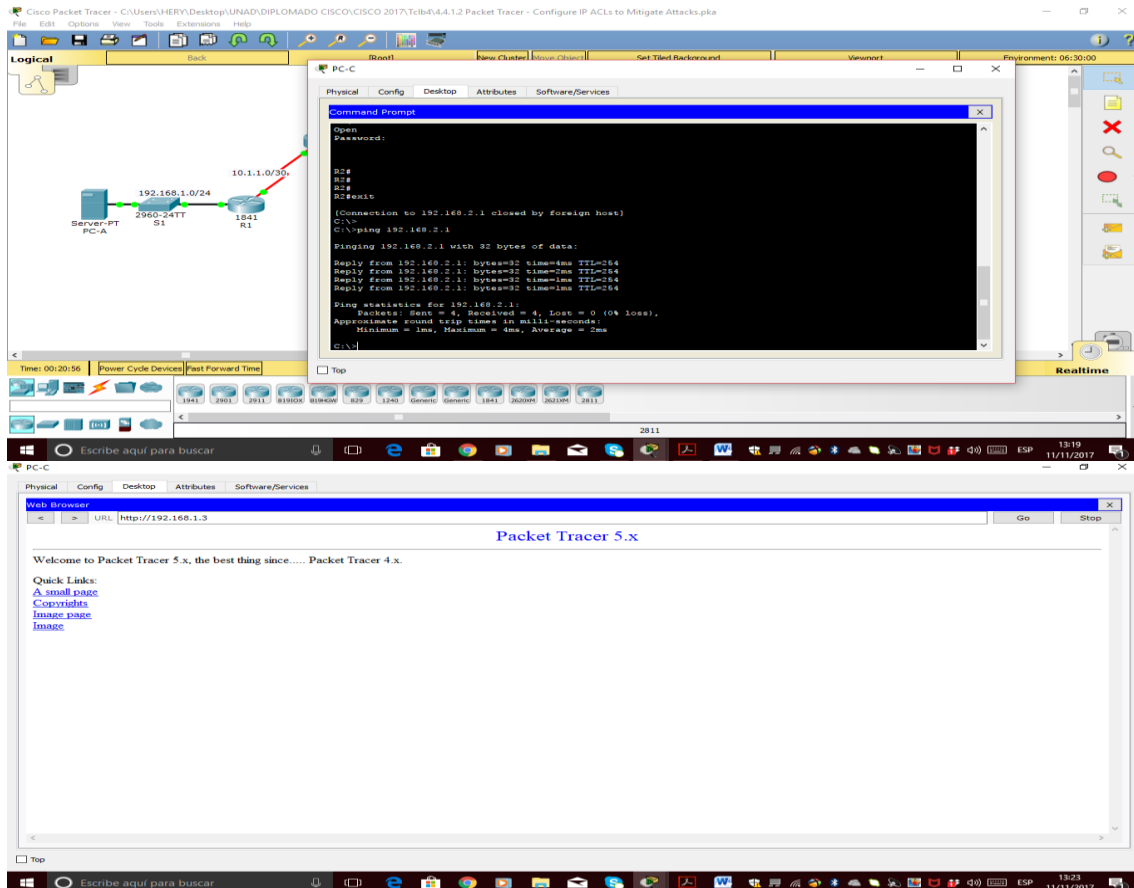 Cisco Packet Tracer - C:\Users\HERY\Desktop\UNAD\DIPLOMADO CISCO\CISCO 2017\Tclb4\4.4.1.2 Packet Tracer - Configure IP ACLs to Mitigate Attacks.pka
File Edit Options View Tools Extensions Help
Logical Back [Root] New Cluster Move Object Set Tiled Background Viewport Environment: 06:30:00
PC-C
Physical Config Desktop Attributes Software/Services
Command Prompt
Open
Password:
R2#
R2#
R2#
R2#exit
[Connection to 192.168.2.1 closed by foreign host]
C:\>
C:\>ping 192.168.2.1
Pinging 192.168.2.1 with 32 bytes of data:
Reply from 192.168.2.1: bytes=32 time=4ms TTL=254
Reply from 192.168.2.1: bytes=32 time=2ms TTL=254
Reply from 192.168.2.1: bytes=32 time=1ms TTL=254
Reply from 192.168.2.1: bytes=32 time=1ms TTL=254
Ping statistics for 192.168.2.1:
Packets: Sent = 4, Received = 4, Lost = 0 (0% loss),
Approximate round trip times in milli-seconds:
Minimum = 1ms, Maximum = 4ms, Average = 2ms
C:\>
Top
10.1.1.0/30
192.168.1.0/24
Server-PT
PC-A
2960-24TT
S1
1841
R1
Time: 00:20:56 Power Cycle Devices Fast Forward Time Realtime
1941 2901 2911 819IOX 819HGW 829 1240 Generic Generic 1841 2620XM 2621XM 2811
2811
Escribe aquí para buscar ESP 13:19
11/11/2017
PC-C
Physical Config Desktop Attributes Software/Services
Web Browser
< > URL http://192.168.1.3 Go Stop
Packet Tracer 5.x
Welcome to Packet Tracer 5.x, the best thing since..... Packet Tracer 4.x.
Quick Links:
A small page
Copyrights
Image page
Image
Top
Escribe aquí para buscar ESP 13:23
11/11/2017